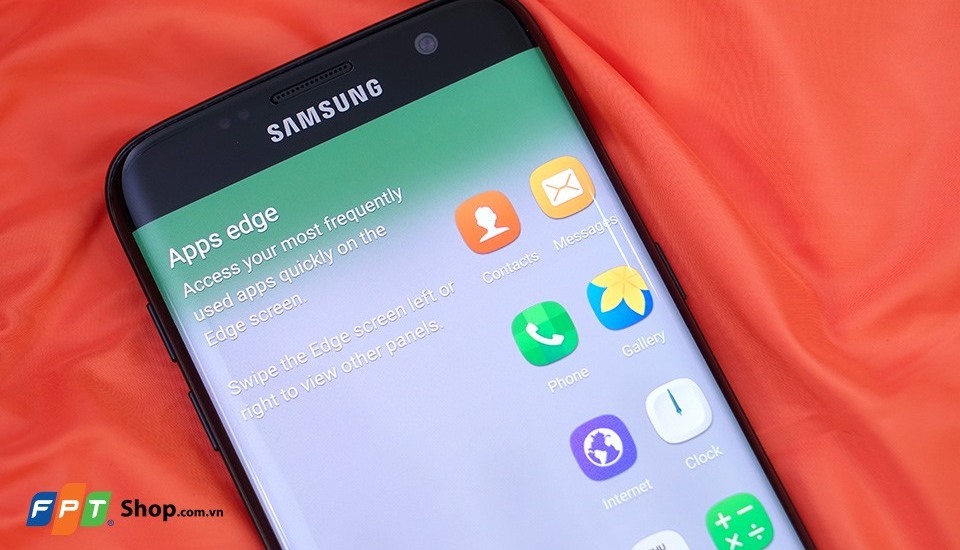 SAMSUNG
Apps edge
Access your most frequently
used apps quickly on the
Edge screen.
Swipe the Edge screen left or
right to view other panels.
Contacts
Messages
Phone
Gallery
Internet
Clock
FPT Shop.com.vn